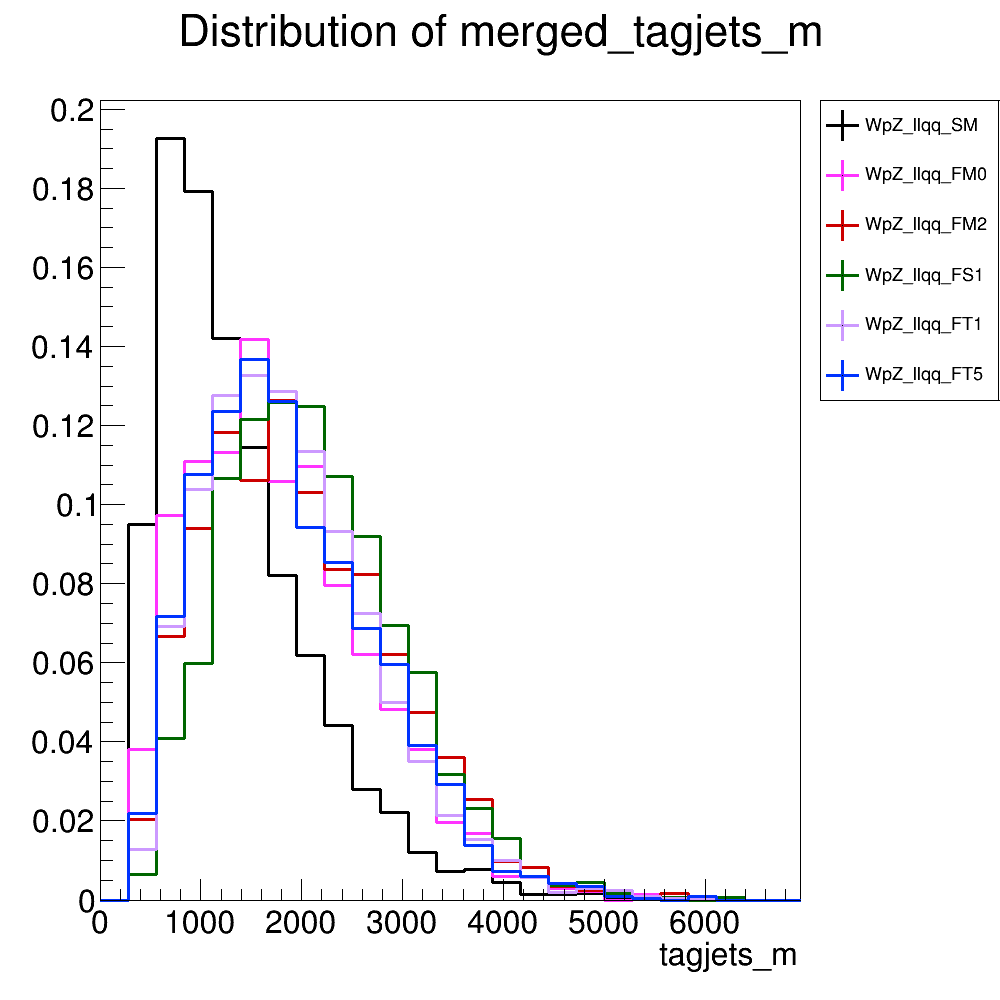 Distribution of merged_tagjets_m
0.2
0.18
0.16
0.14
0.12
0.1
0.08
0.06
0.04
0.02
0
0 1000 2000 3000 4000 5000 6000
tagjets_m
WpZ_llqq_SM
WpZ_llqq_FM0
WpZ_llqq_FM2
WpZ_llqq_FS1
WpZ_llqq_FT1
WpZ_llqq_FT5